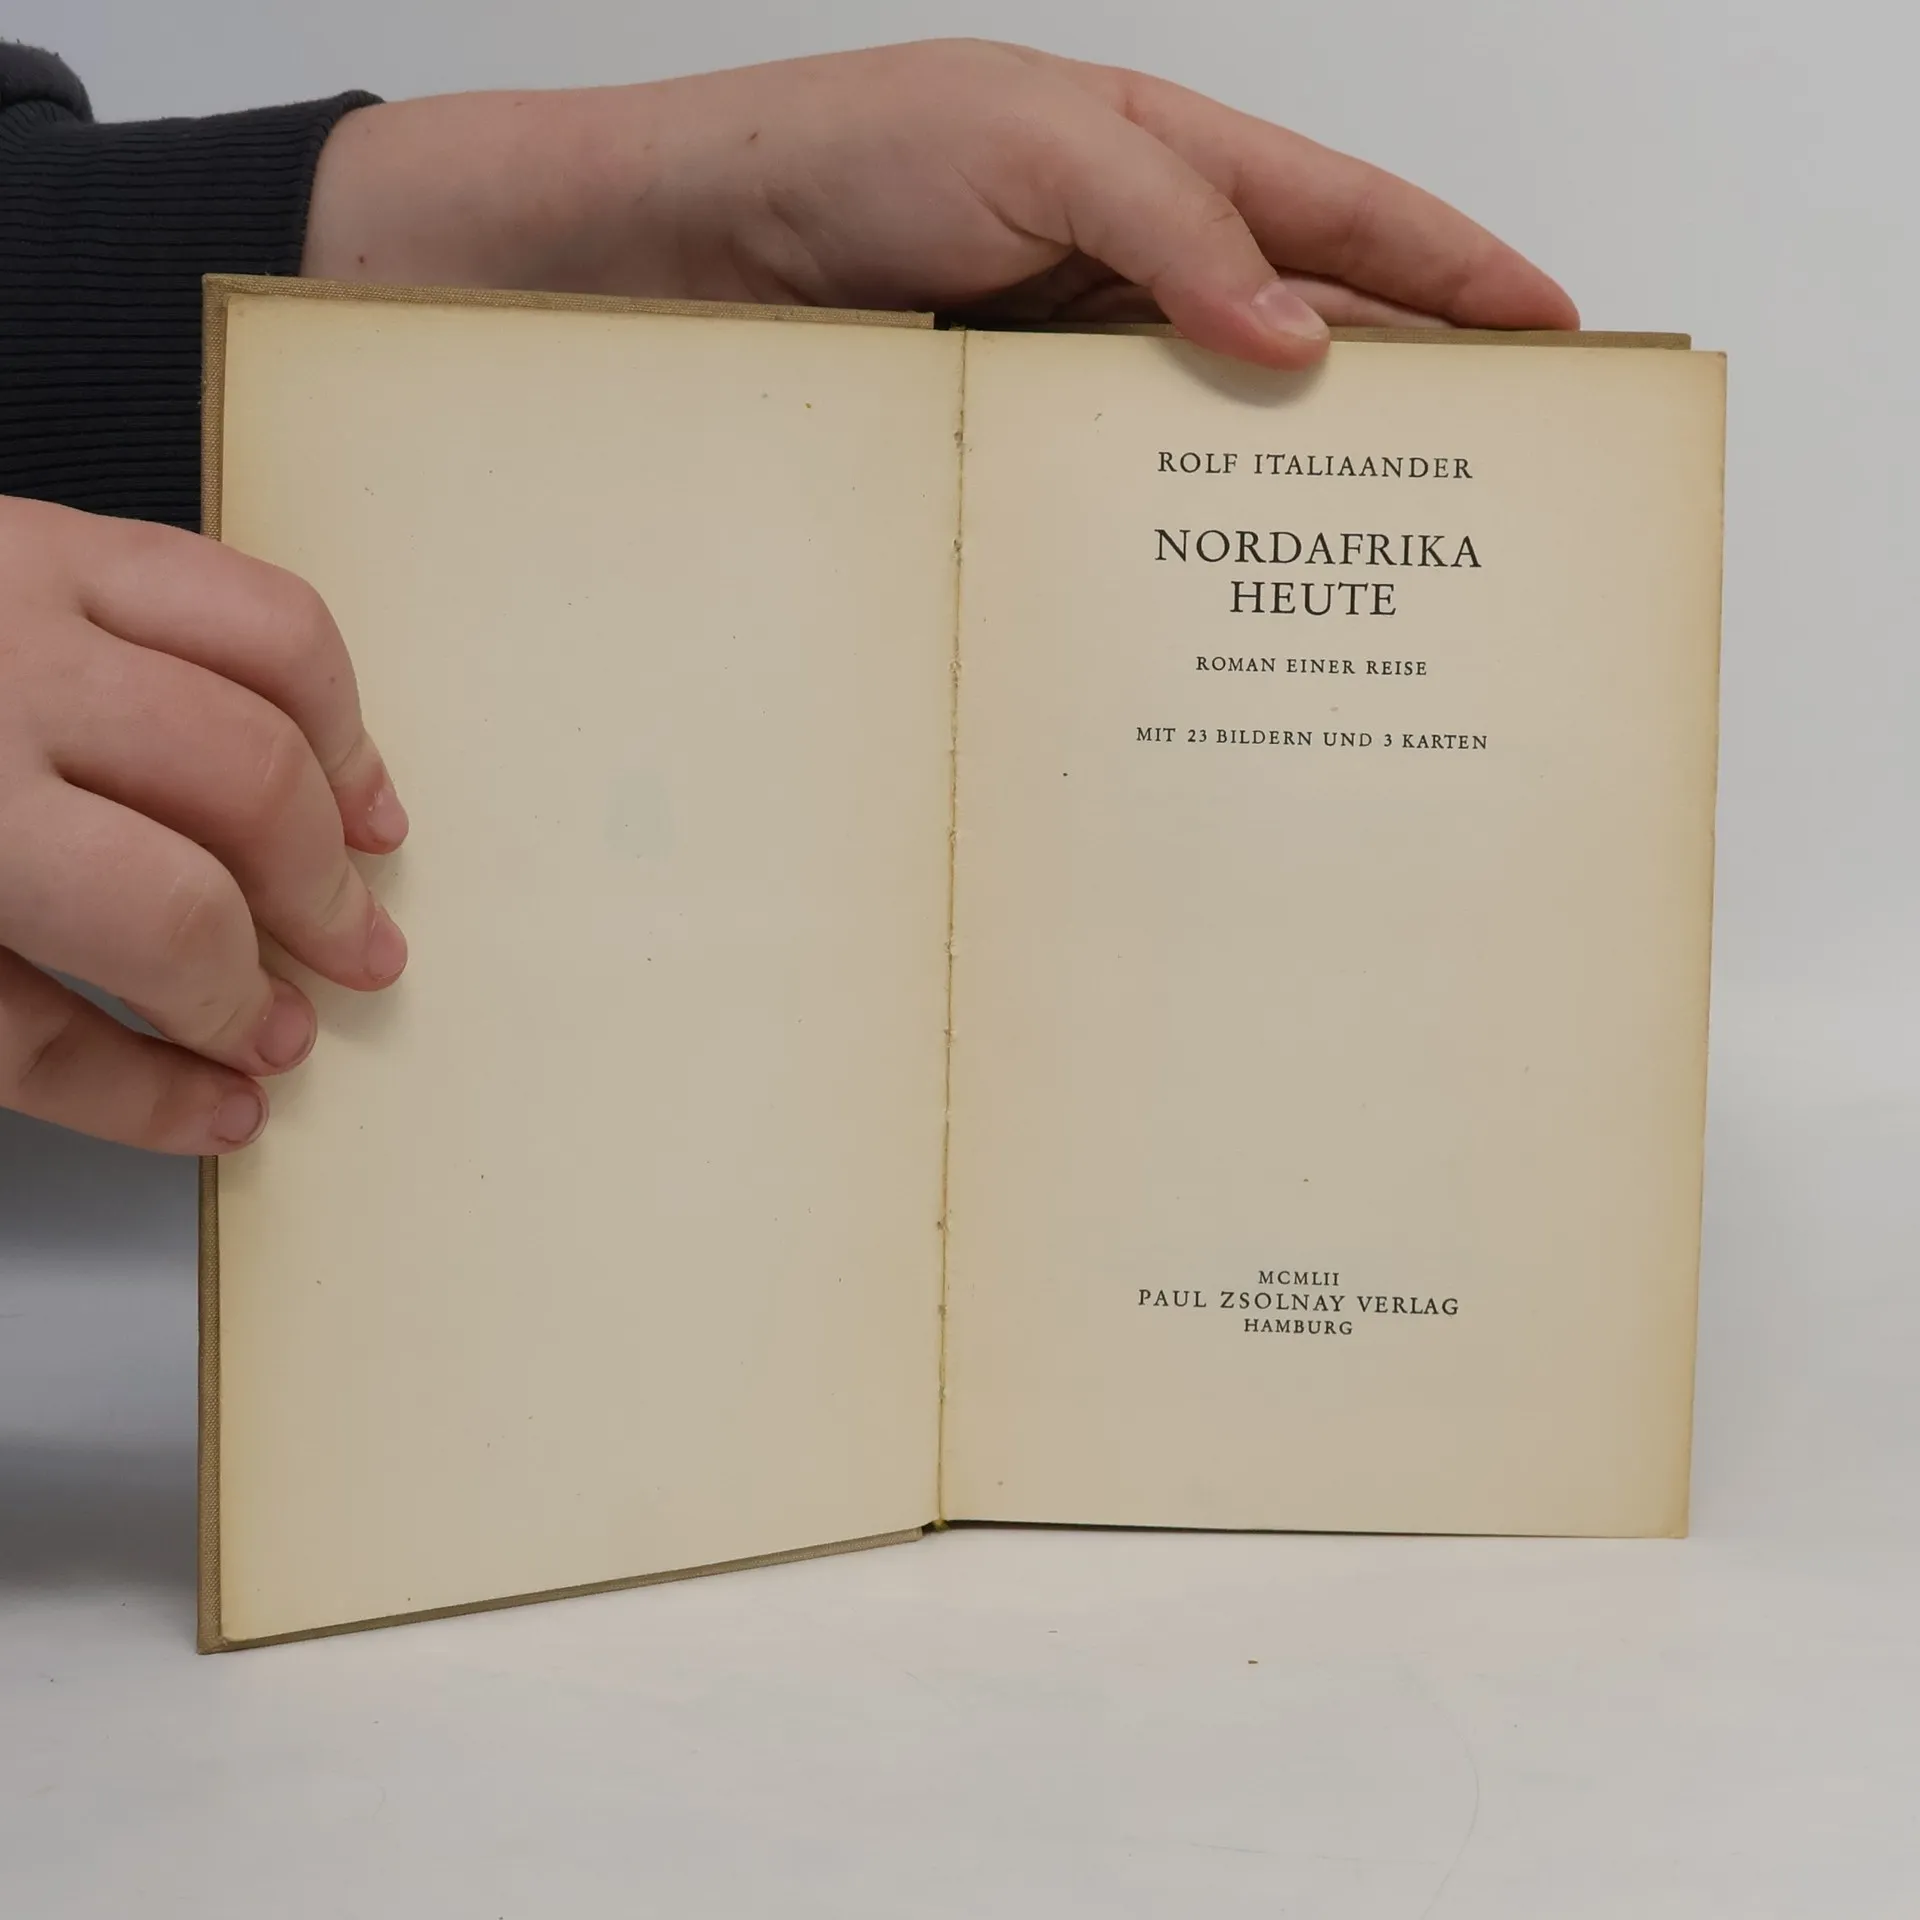 ROLF ITALIAANDER
NORDAFRIKA
HEUTE
ROMAN EINER REISE
MIT 23 BILDERN UND 3 KARTEN
MCMLII
PAUL ZSOLNAY VERLAG
HAMBURG